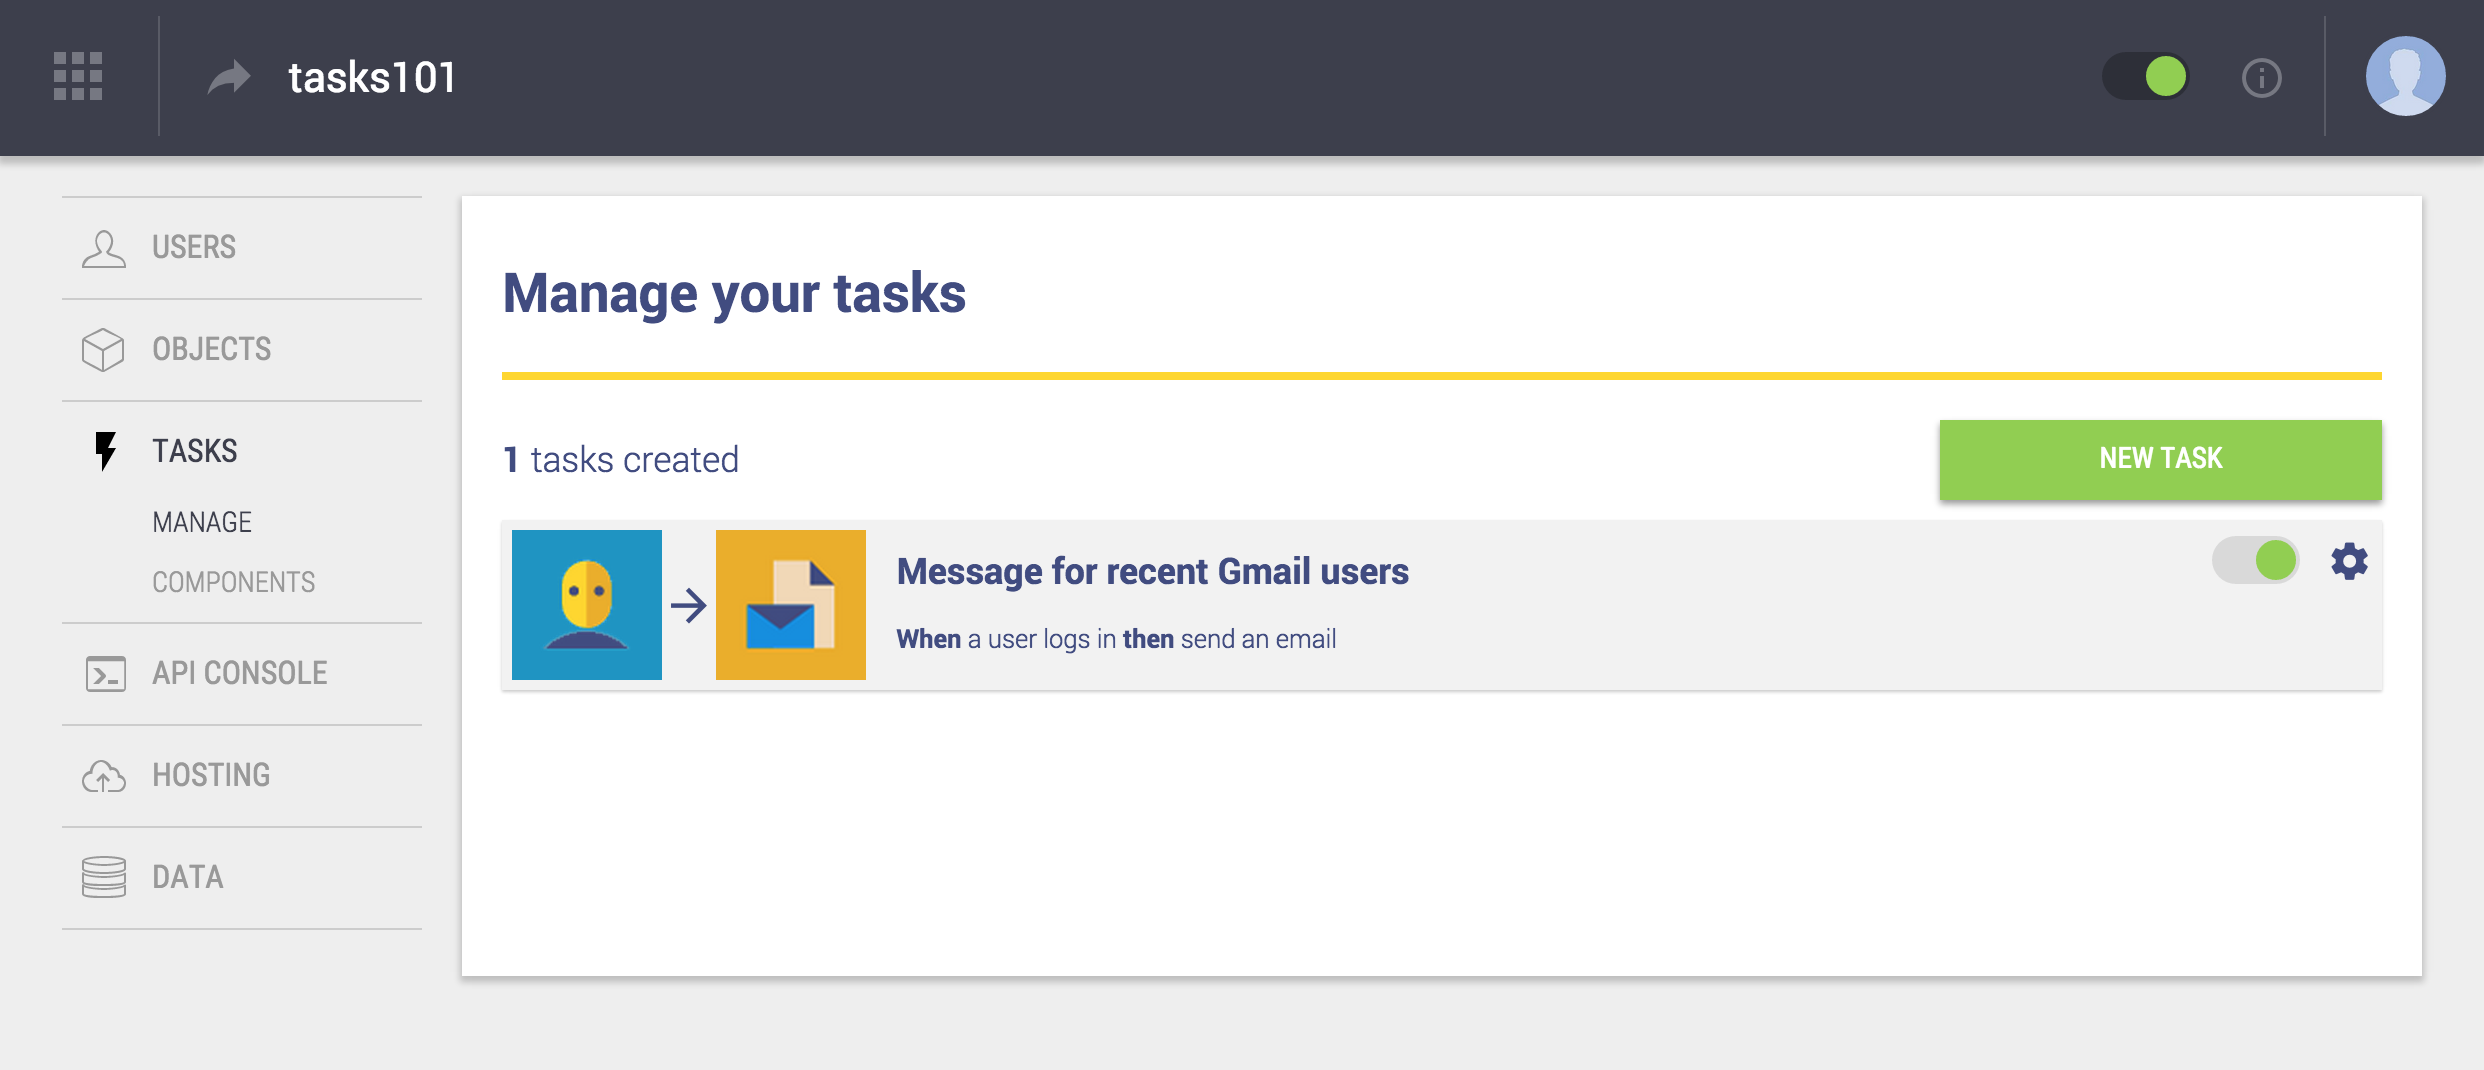 tasks101
USERS
OBJECTS
TASKS
MANAGE
COMPONENTS
API CONSOLE
HOSTING
DATA
Manage your tasks
1 tasks created
NEW TASK
Message for recent Gmail users
When a user logs in then send an email